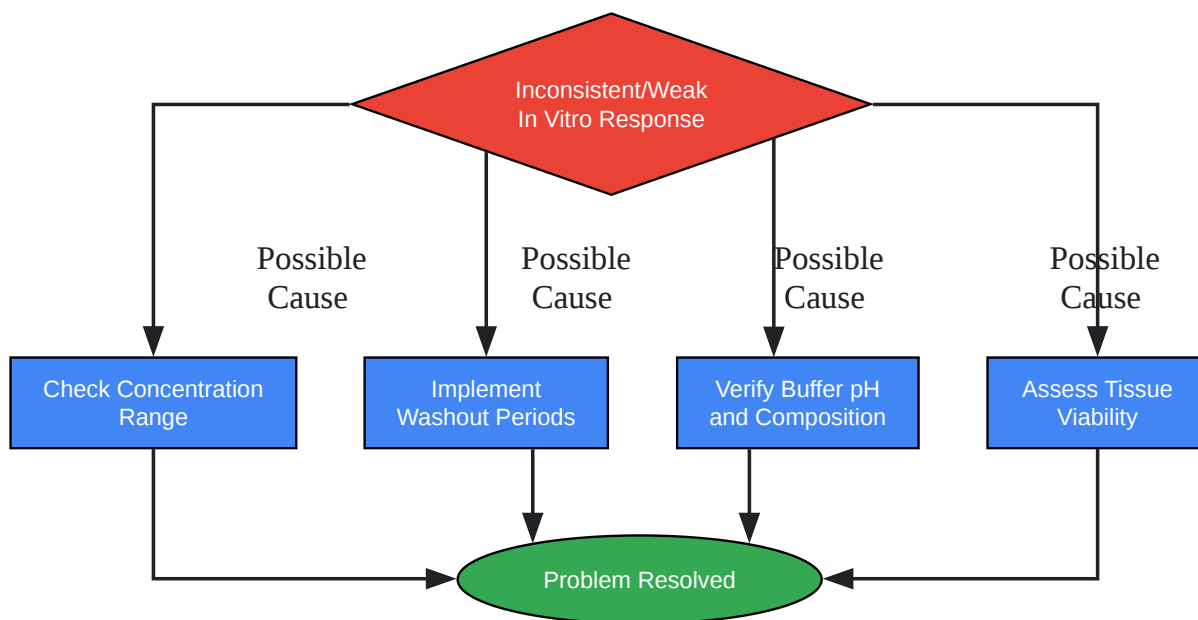 Inconsistent/Weak
In Vitro Response
Possible
Cause
Possible
Cause
Possible
Cause
Possible
Cause
Check Concentration
Range
Implement
Washout Periods
Verify Buffer pH
and Composition
Assess Tissue
Viability
Problem Resolved